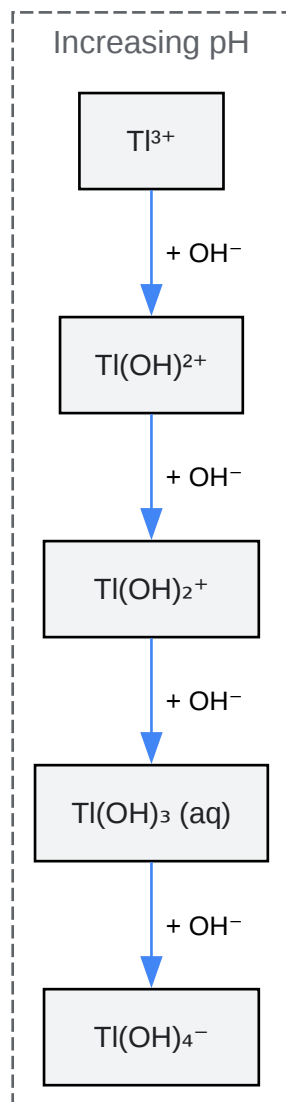 Increasing pH
Tl³⁺
+ OH⁻
Tl(OH)²⁺
+ OH⁻
Tl(OH)₂⁺
+ OH⁻
Tl(OH)₃ (aq)
+ OH⁻
Tl(OH)₄⁻